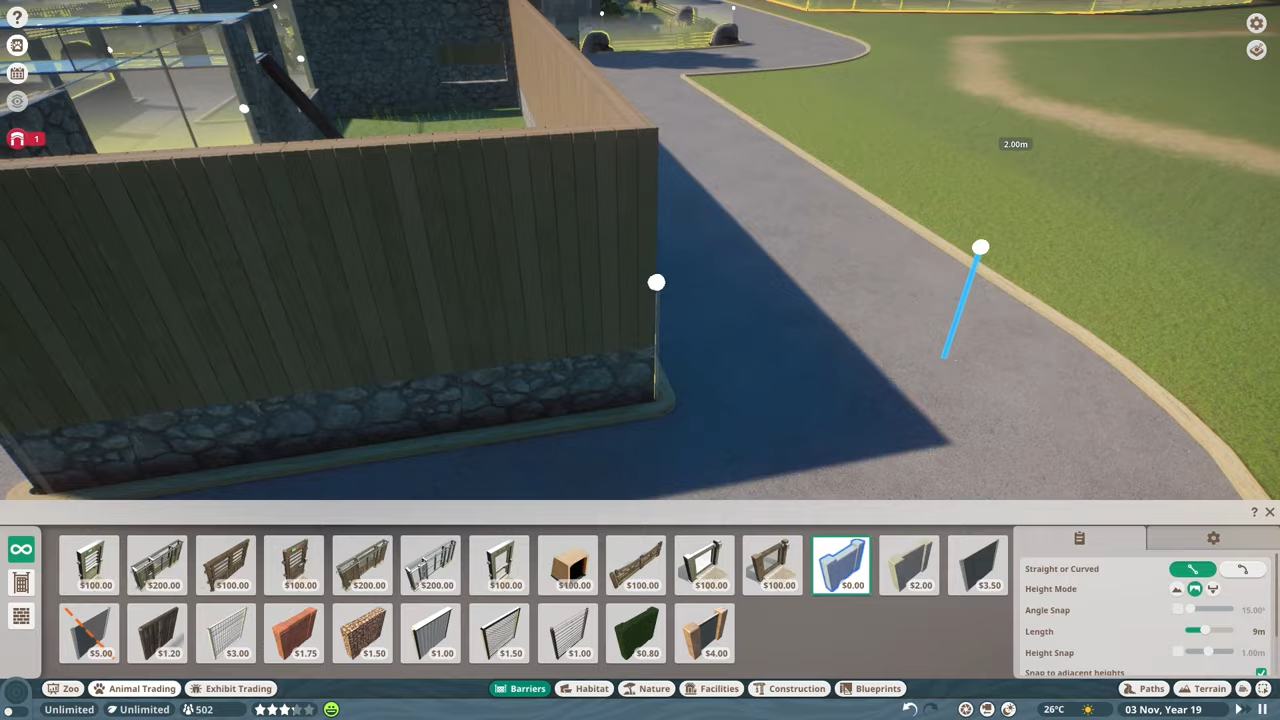 ?
1
2.00m
? ×
$100.00 $200.00 $100.00 $100.00 $200.00 $200.00 $100.00 $100.00 $100.00 $100.00 $100.00 $0.00 $2.00 $3.50
$5.00 $1.20 $3.00 $1.75 $1.50 $1.00 $1.50 $1.00 $0.80 $4.00
Straight or Curved
Height Mode
Angle Snap 15.00°
Length 9m
Height Snap 1.00m
Snap to adjacent heights
Zoo Animal Trading Exhibit Trading Barriers Habitat Nature Facilities Construction Blueprints Paths Terrain
Unlimited Unlimited 502 26°C 03 Nov, Year 19